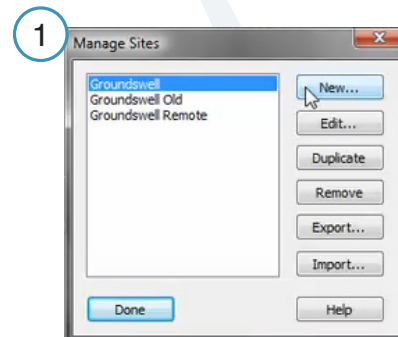 1
Manage Sites
Groundswell
Groundswell Old
Groundswell Remote
New...
Edit...
Duplicate
Remove
Export...
Import...
Done
Help